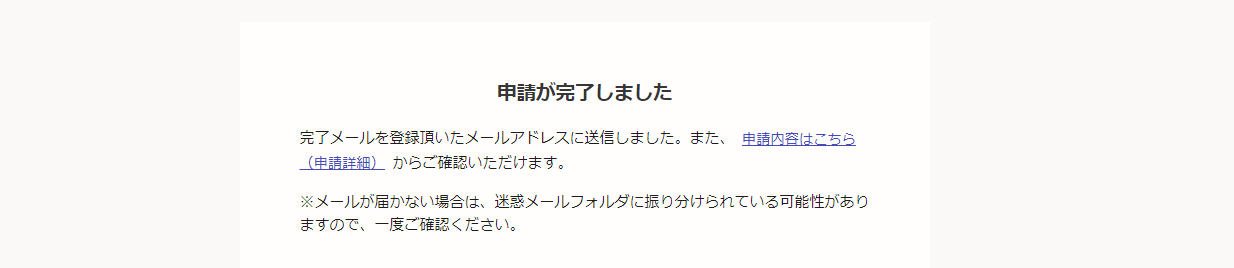 申請が完了しました
完了メールを登録頂いたメールアドレスに送信しました。また、 申請内容はこちら
（申請詳細） からご確認いただけます。
※メールが届かない場合は、迷惑メールフォルダに振り分けられている可能性があり
ますので、一度ご確認ください。